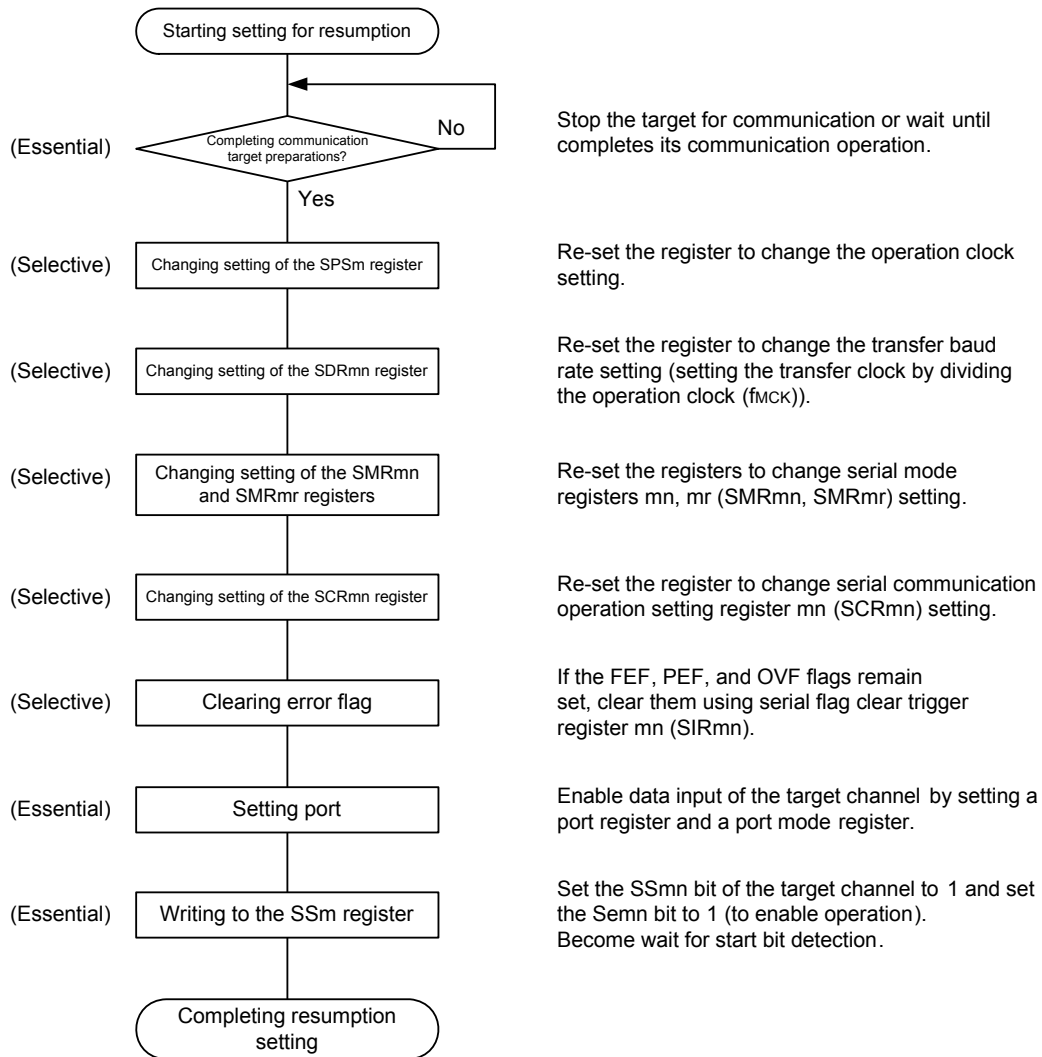 Starting setting for resumption
(Essential)
Completing communication
target preparations?
No
Yes
Stop the target for communication or wait until
completes its communication operation.
(Selective)
Changing setting of the SPSm register
Re-set the register to change the operation clock
setting.
(Selective)
Changing setting of the SDRmn register
Re-set the register to change the transfer baud
rate setting (setting the transfer clock by dividing
the operation clock (fMCK)).
(Selective)
Changing setting of the SMRmn
and SMRmr registers
Re-set the registers to change serial mode
registers mn, mr (SMRmn, SMRmr) setting.
(Selective)
Changing setting of the SCRmn register
Re-set the register to change serial communication
operation setting register mn (SCRmn) setting.
(Selective)
Clearing error flag
If the FEF, PEF, and OVF flags remain
set, clear them using serial flag clear trigger
register mn (SIRmn).
(Essential)
Setting port
Enable data input of the target channel by setting a
port register and a port mode register.
(Essential)
Writing to the SSm register
Set the SSmn bit of the target channel to 1 and set
the Semn bit to 1 (to enable operation).
Become wait for start bit detection.
Completing resumption
setting